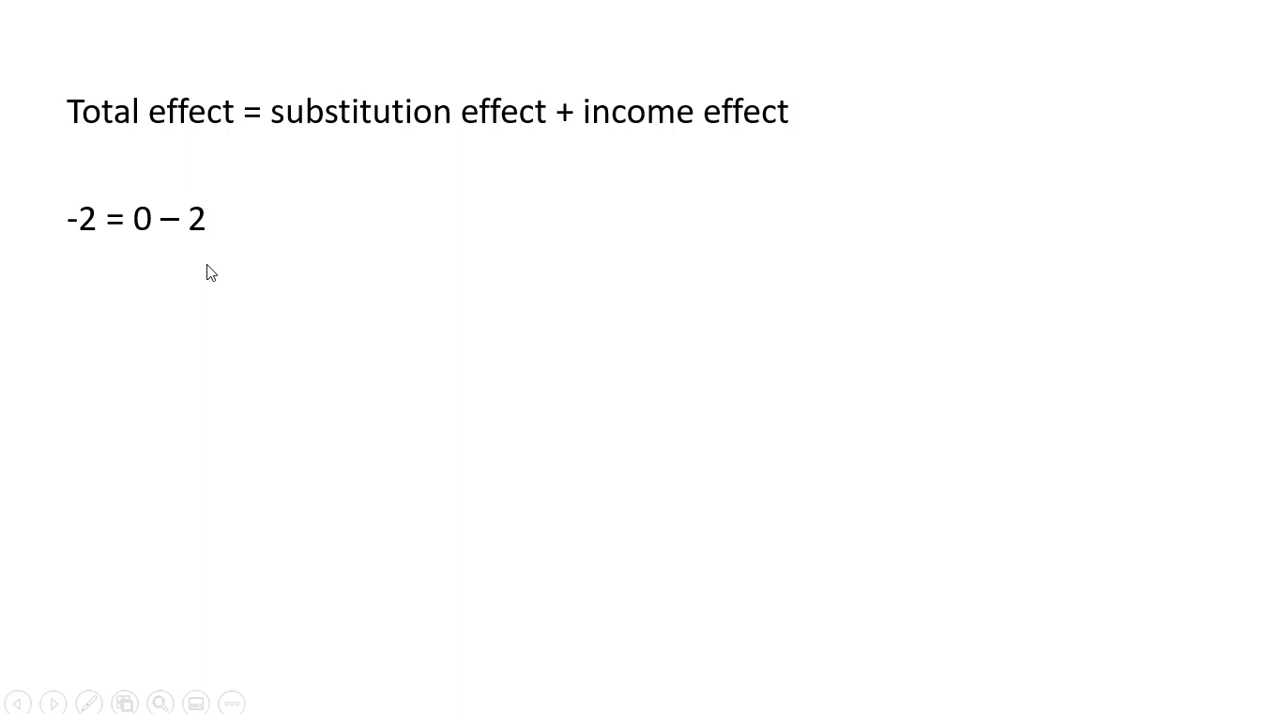 Total effect = substitution effect + income effect
-2 = 0 – 2